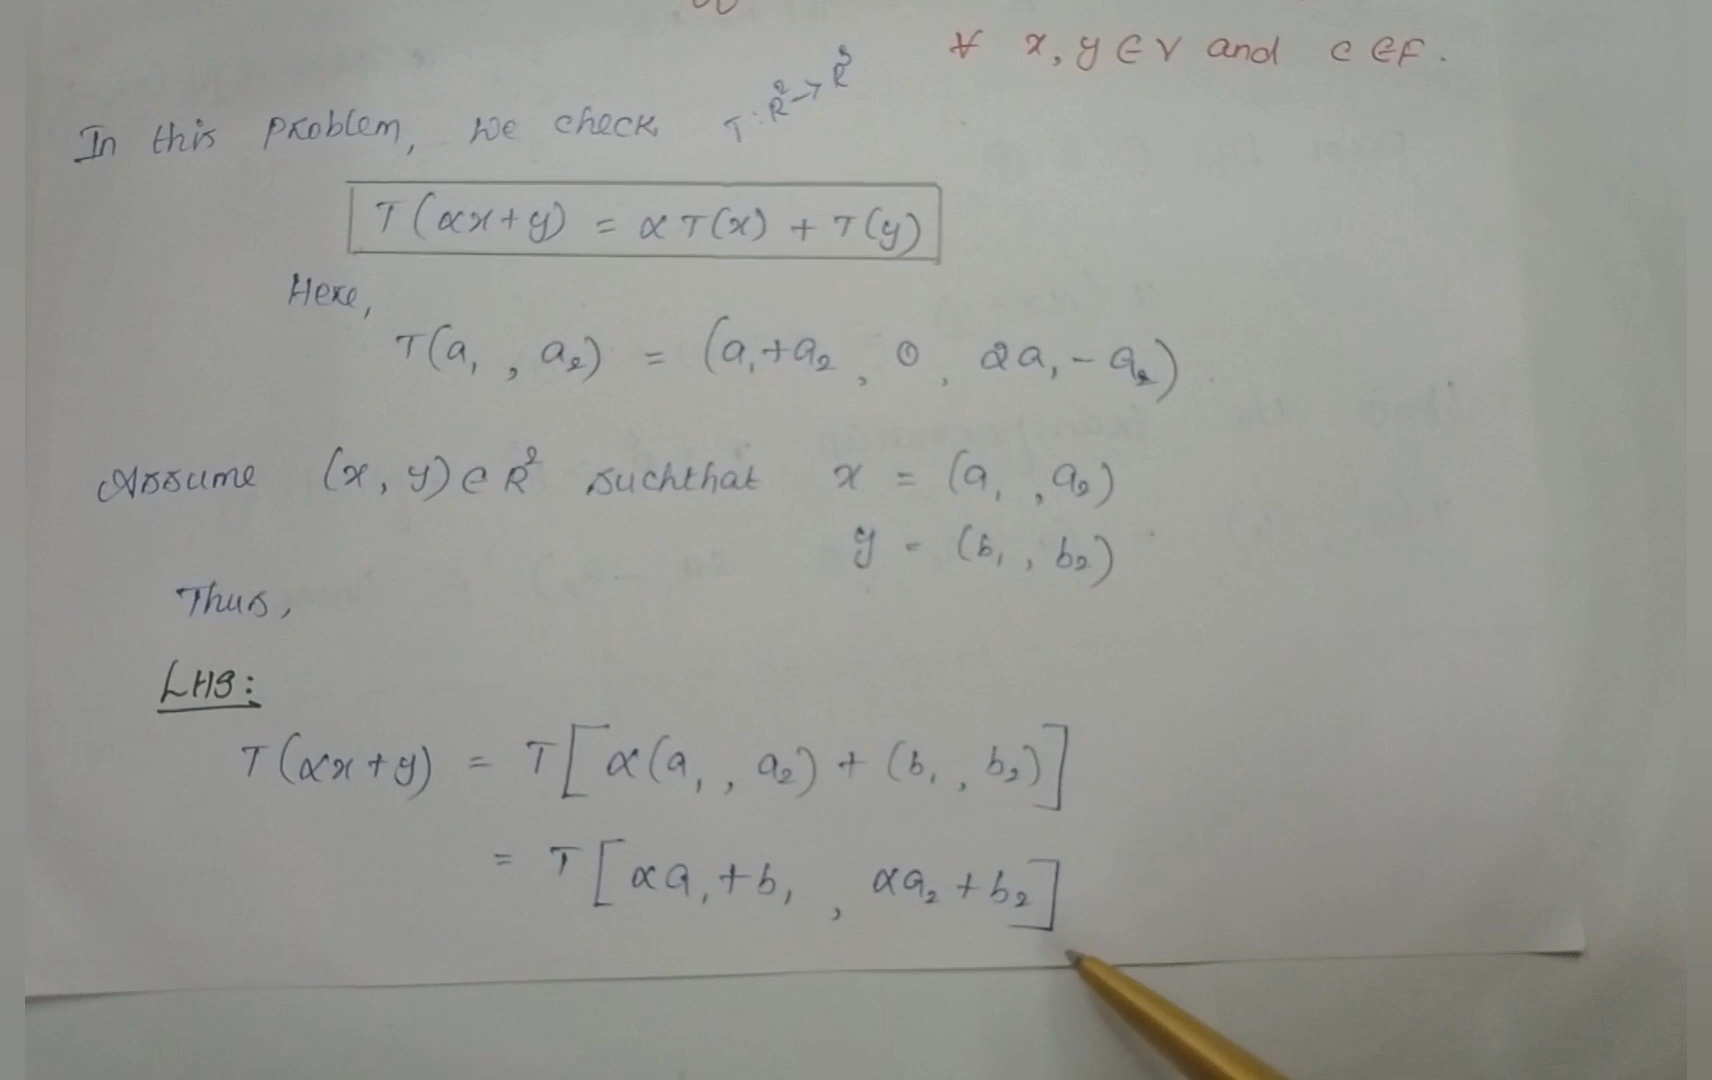 ∀ x, y ∈ V and c ∈ F.
In this problem, we check T: R² → R³
T(αx+y) = αT(x) + T(y)
Here,
T(a₁, a₂) = (a₁+a₂, 0, 2a₁-a₂)
Assume (x, y) ∈ R² suchthat x = (a₁, a₂)
y = (b₁, b₂)
Thus,
LHS:
T(αx+y) = T[α(a₁, a₂) + (b₁, b₂)]
= T[αa₁+b₁, αa₂+b₂]